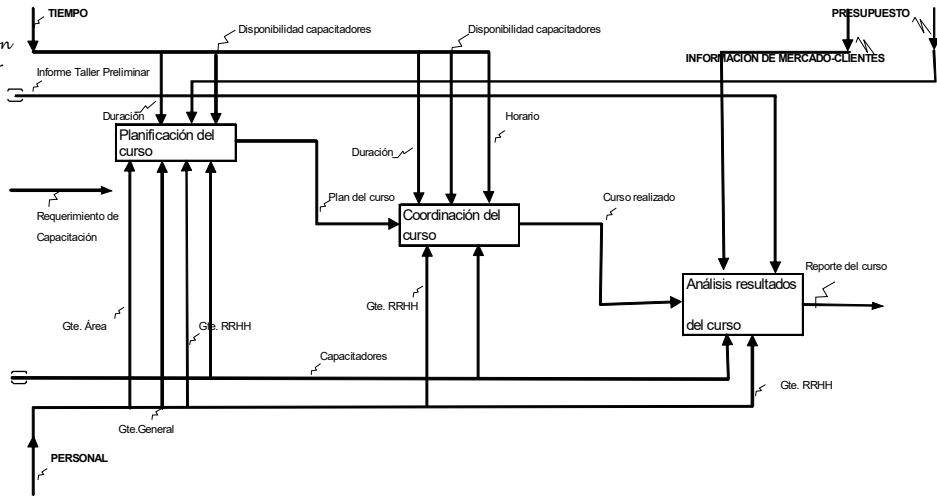 TIEMPO
PRESUPUESTO
Disponibilidad capacitadores
Disponibilidad capacitadores
INFORMACION DE MERCADO-CLIENTES
Informe Taller Preliminar
Duración
Horario
Planificación del
curso
Duración
Plan del curso
Curso realizado
Requerimiento de
Capacitación
Coordinación del
curso
Reporte del curso
Análisis resultados
del curso
Gte. Área
Gte. RRHH
Gte. RRHH
Capacitadores
Gte. RRHH
Gte.General
PERSONAL